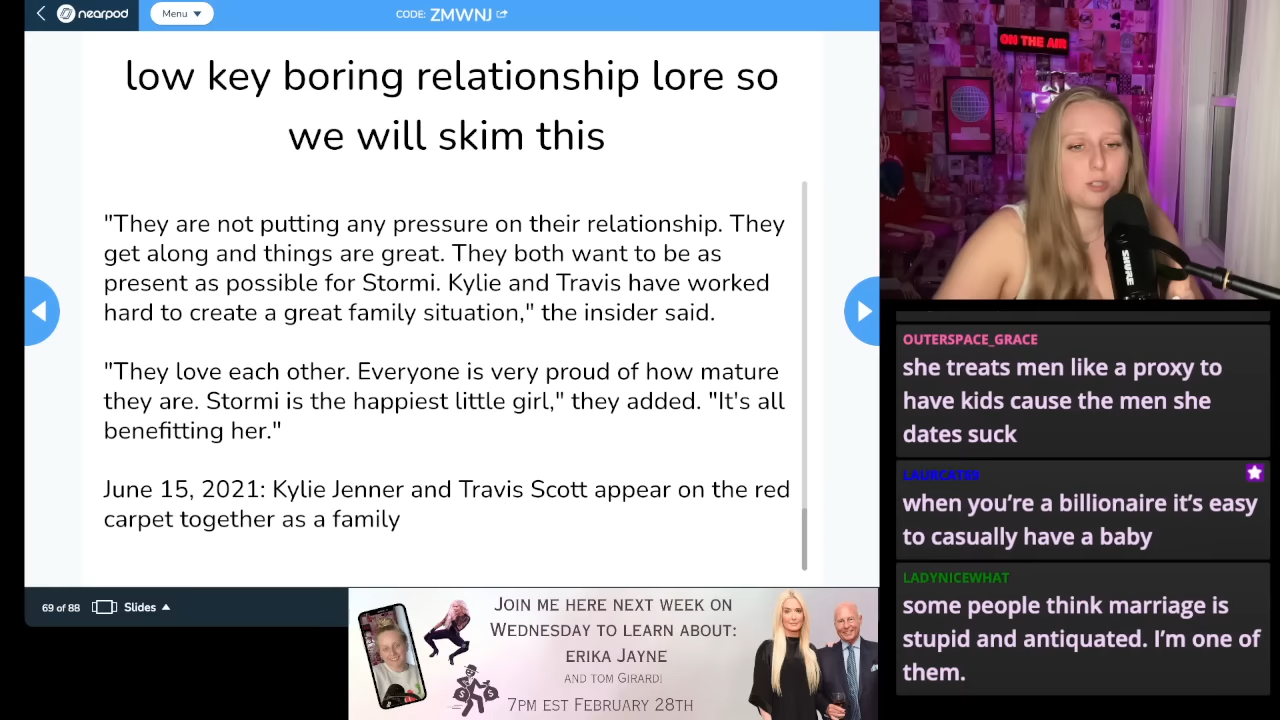 nearpod
Menu
CODE: ZMWNJ
ON THE AIR
low key boring relationship lore so
we will skim this
"They are not putting any pressure on their relationship. They
get along and things are great. They both want to be as
present as possible for Stormi. Kylie and Travis have worked
hard to create a great family situation," the insider said.
"They love each other. Everyone is very proud of how mature
they are. Stormi is the happiest little girl," they added. "It's all
benefitting her."
June 15, 2021: Kylie Jenner and Travis Scott appear on the red
carpet together as a family
69 of 88
Slides
JOIN ME HERE NEXT WEEK ON
WEDNESDAY TO LEARN ABOUT:
ERIKA JAYNE
AND TOM GIRARDI
7PM EST FEBRUARY 28TH
SHURE
OUTERSPACE_GRACE
she treats men like a proxy to
have kids cause the men she
dates suck
LAURCAT89
when you’re a billionaire it’s easy
to casually have a baby
LADYNICEWHAT
some people think marriage is
stupid and antiquated. I’m one of
them.